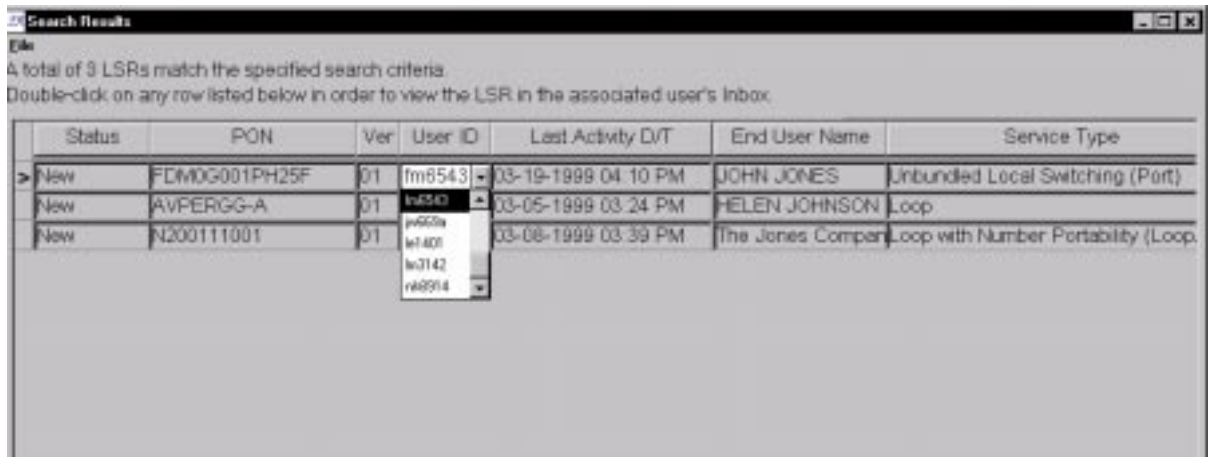 Search Results
File
A total of 3 LSRs match the specified search criteria.
Double-click on any row listed below in order to view the LSR in the associated user's Inbox.
Status PON Ver User ID Last Activity D/T End User Name Service Type
> New FDM0G001PH25F 01 fm6543 03-19-1999 04:10 PM JOHN JONES Unbundled Local Switching (Port)
New AVPERGG-A 01 03-05-1999 03:24 PM HELEN JOHNSON Loop
New N200111001 01 03-08-1999 03:39 PM The Jones Compan Loop with Number Portability (Loop.
fm6543
le1401
lm3142